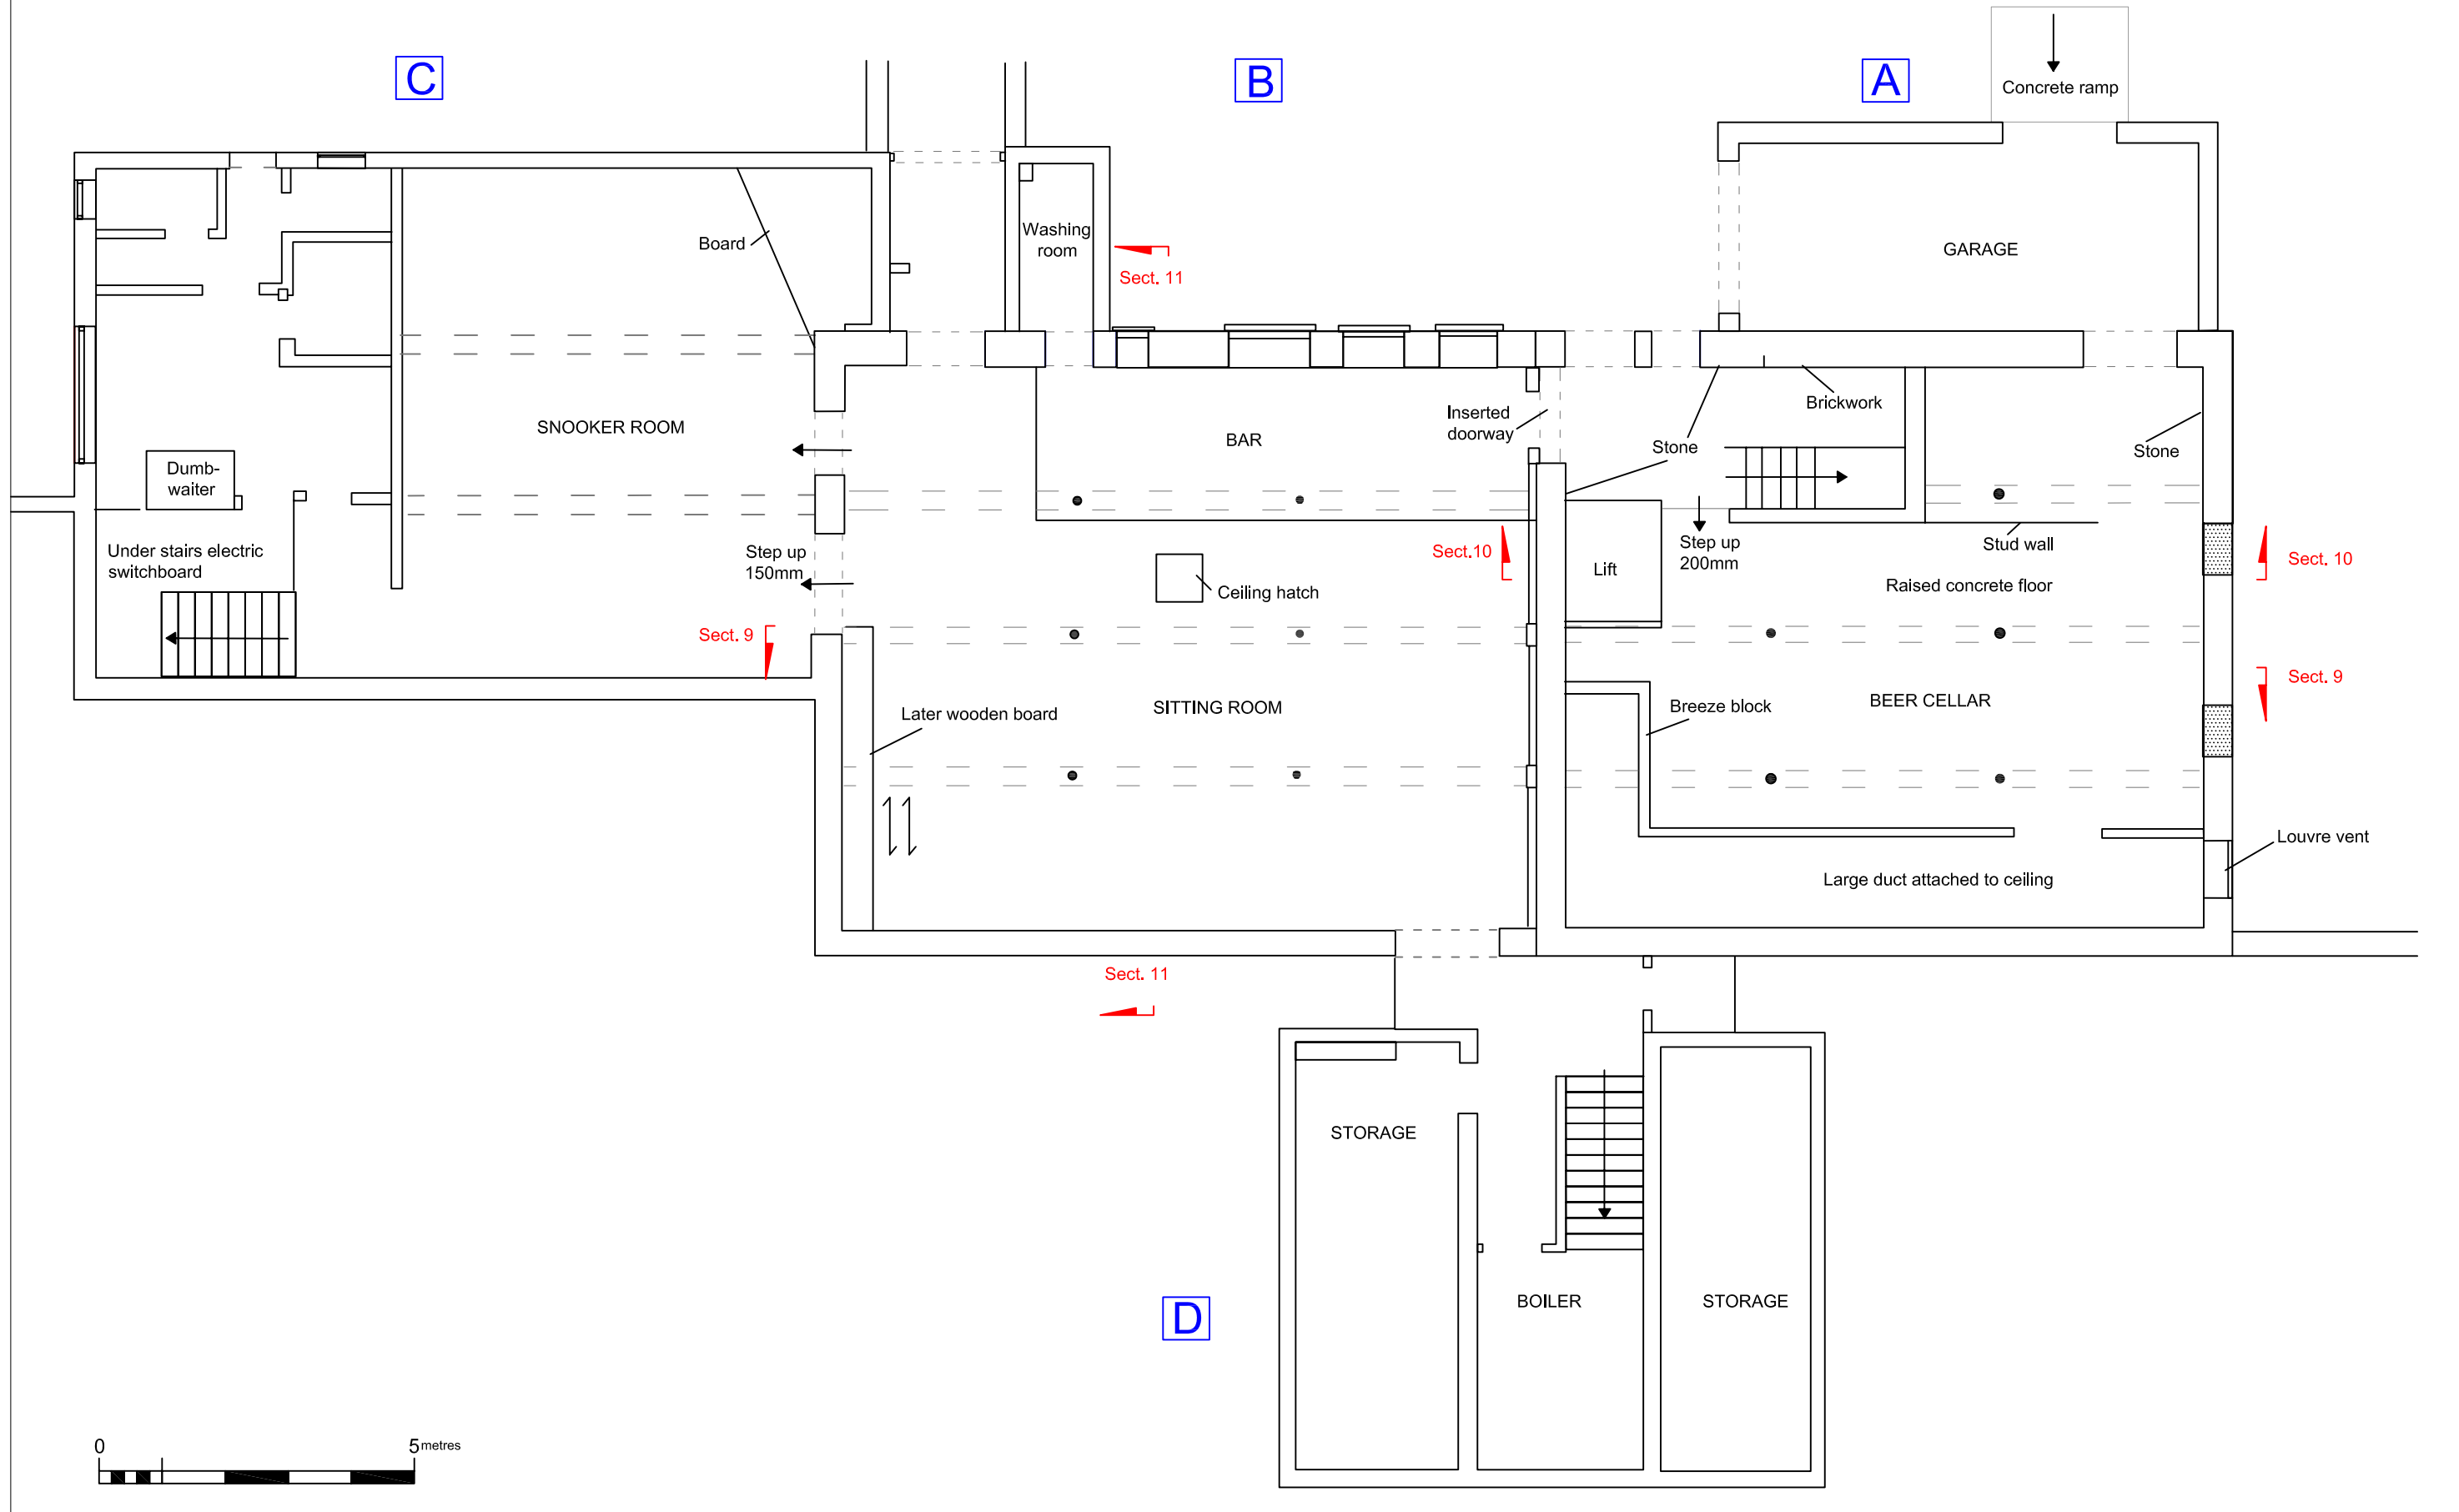 C
B
A
Concrete ramp
Board
Washing
room
Sect. 11
GARAGE
SNOOKER ROOM
BAR
Inserted
doorway
Brickwork
Stone
Stone
Dumb-
waiter
Under stairs electric
switchboard
Step up
150mm
Ceiling hatch
Sect.10
Lift
Step up
200mm
Stud wall
Raised concrete floor
Sect. 10
Sect. 9
Sect. 9
Later wooden board
SITTING ROOM
Breeze block
BEER CELLAR
Louvre vent
Large duct attached to ceiling
Sect. 11
STORAGE
BOILER
STORAGE
D
0
5 metres